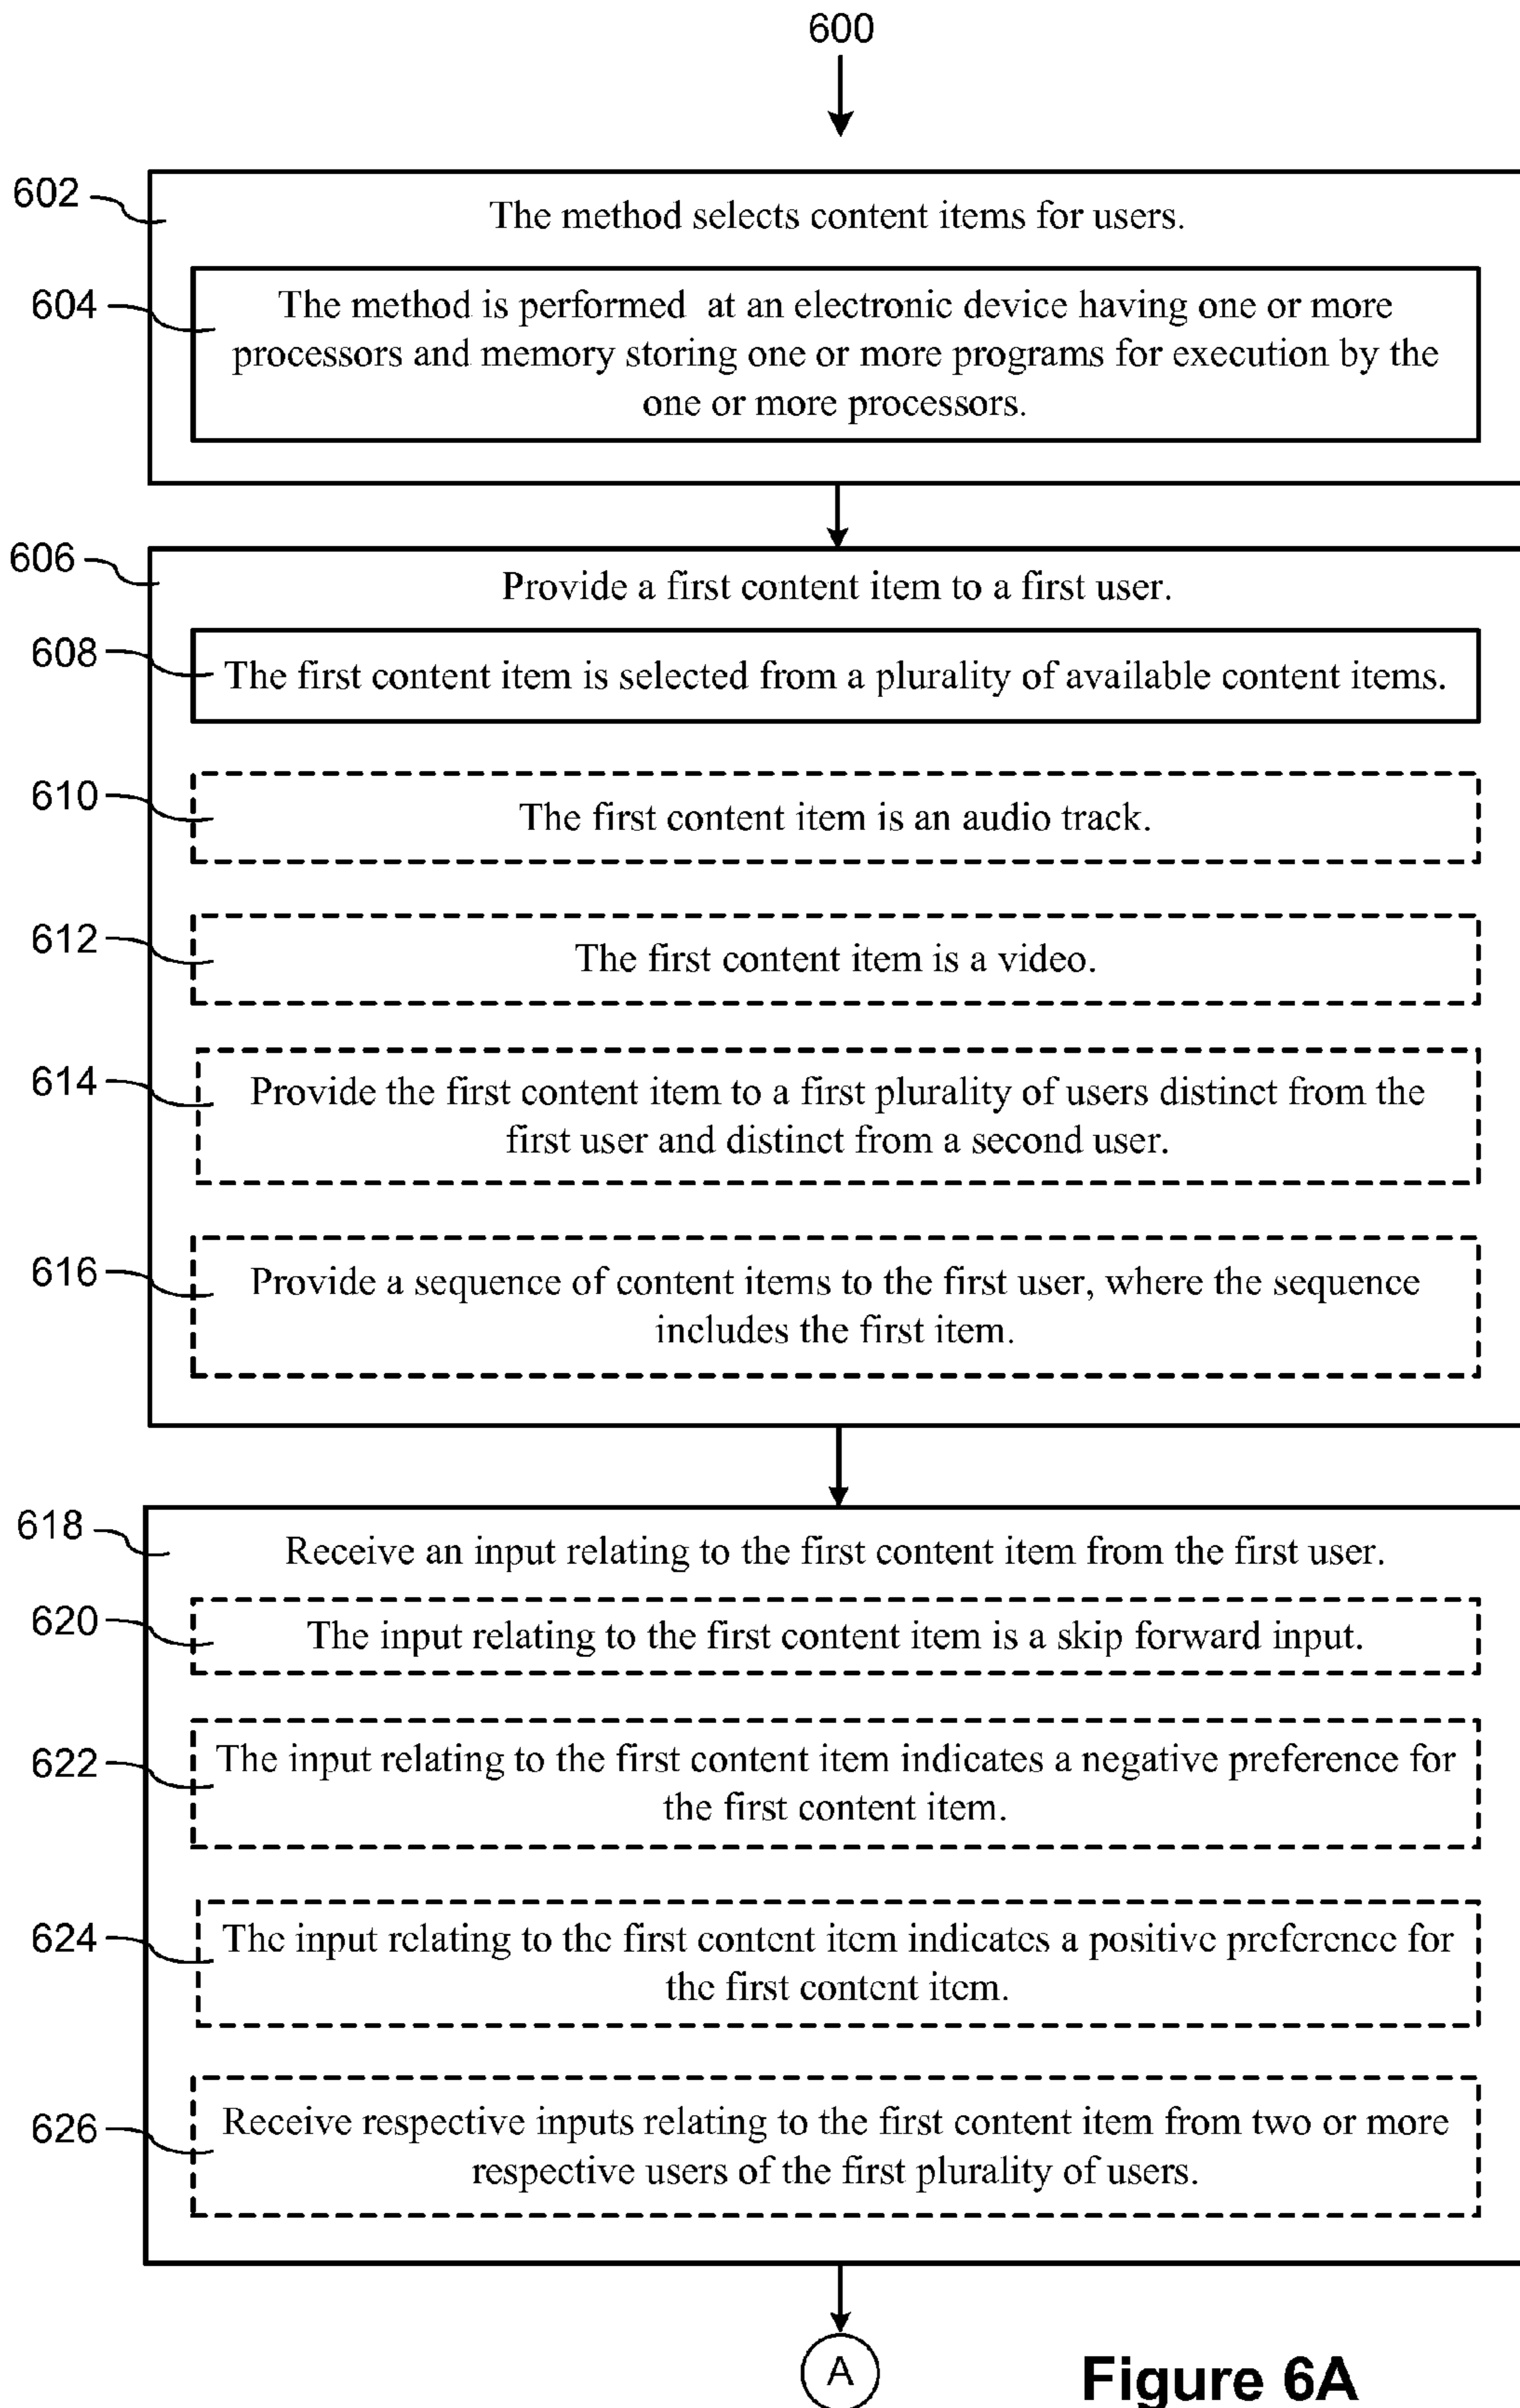 600
602
The method selects content items for users.
604
The method is performed at an electronic device having one or more
processors and memory storing one or more programs for execution by the
one or more processors.
606
Provide a first content item to a first user.
608
The first content item is selected from a plurality of available content items.
610
The first content item is an audio track.
612
The first content item is a video.
614
Provide the first content item to a first plurality of users distinct from the
first user and distinct from a second user.
616
Provide a sequence of content items to the first user, where the sequence
includes the first item.
618
Receive an input relating to the first content item from the first user.
620
The input relating to the first content item is a skip forward input.
622
The input relating to the first content item indicates a negative preference for
the first content item.
624
The input relating to the first content item indicates a positive preference for
the first content item.
626
Receive respective inputs relating to the first content item from two or more
respective users of the first plurality of users.
A
Figure 6A